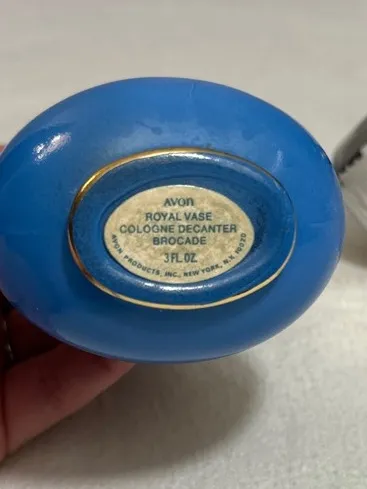 AVON
ROYAL VASE
COLOGNE DECANTER
BROCADE
3 FL. OZ.
AVON PRODUCTS, INC., NEW YORK, N.Y. 10020